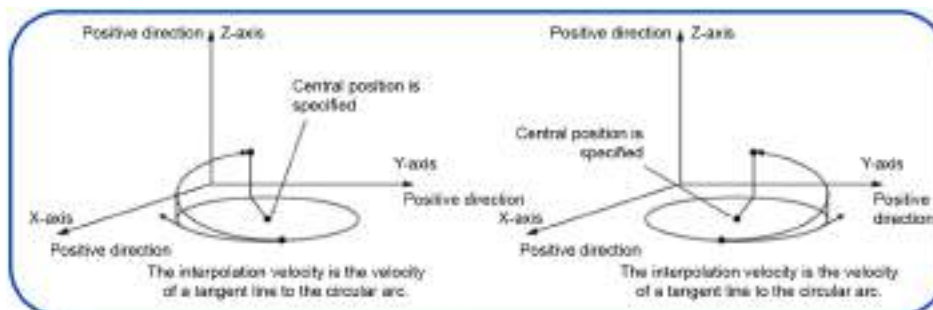 Positive direction
Z-axis
Central position is
specified
Y-axis
Positive direction
X-axis
Positive direction
The interpolation velocity is the velocity
of a tangent line to the circular arc.
Positive direction
Z-axis
Central position is
specified
Y-axis
Positive
direction
X-axis
Positive direction
The interpolation velocity is the velocity
of a tangent line to the circular arc.